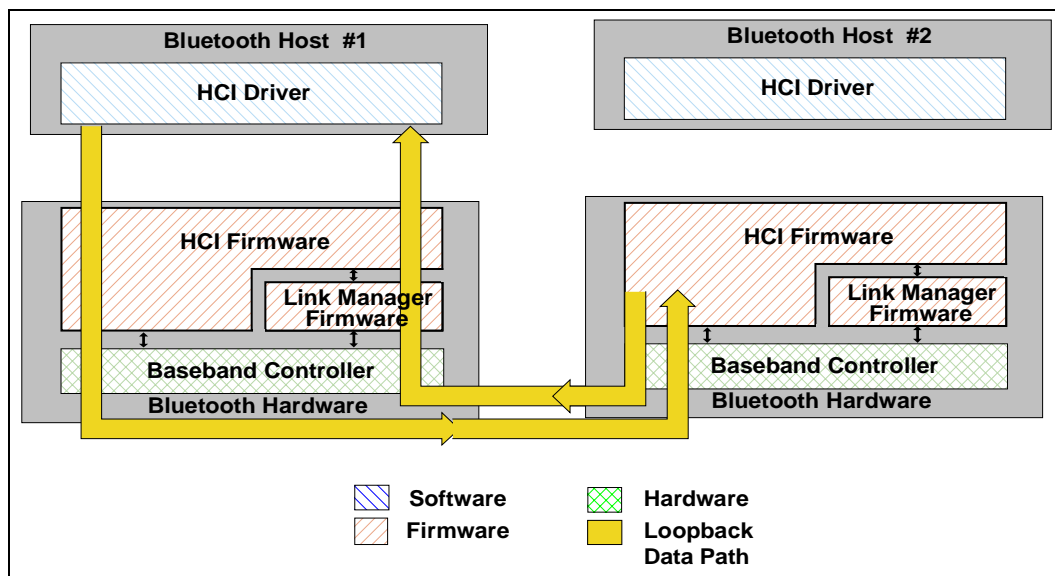 Bluetooth Host #1
HCI Driver
HCI Firmware
Link Manager
Firmware
Baseband Controller
Bluetooth Hardware
Bluetooth Host #2
HCI Driver
HCI Firmware
Link Manager
Firmware
Baseband Controller
Bluetooth Hardware
Software
Firmware
Hardware
Loopback
Data Path